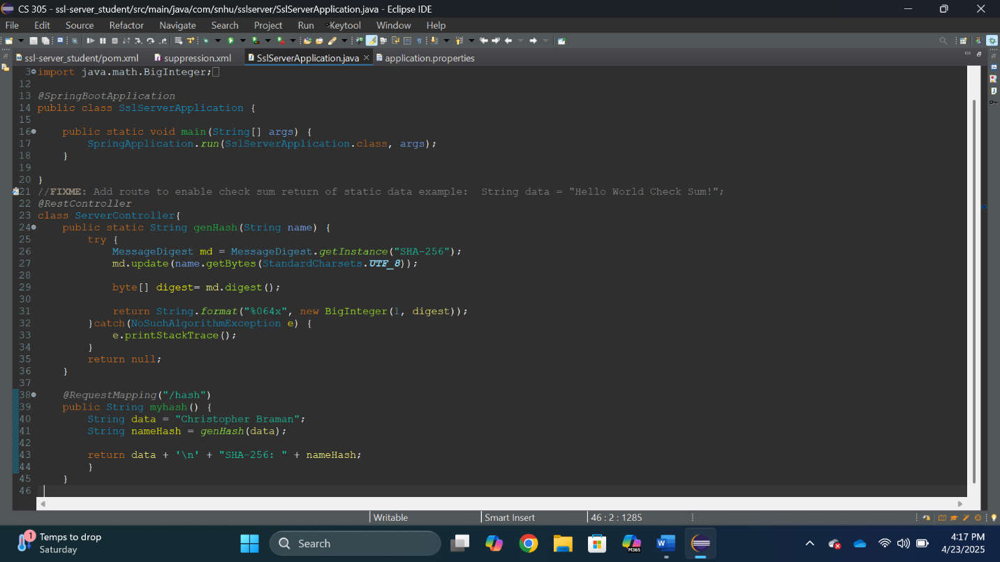 CS 305 - ssl-server_student/src/main/java/com/snhu/sslserver/SslServerApplication.java - Eclipse IDE
File Edit Source Refactor Navigate Search Project Run Keytool Window Help
ssl-server_student/pom.xml suppression.xml SslServerApplication.java application.properties
3 import java.math.BigInteger;
12
13 @SpringBootApplication
14 public class SslServerApplication {
15
16 public static void main(String[] args) {
17 SpringApplication.run(SslServerApplication.class, args);
18 }
19
20 }
21 //FIXME: Add route to enable check sum return of static data example:  String data = "Hello World Check Sum!";
22 @RestController
23 class ServerController{
24 public static String genHash(String name) {
25 try {
26 MessageDigest md = MessageDigest.getInstance("SHA-256");
27 md.update(name.getBytes(StandardCharsets.UTF_8));
28
29 byte[] digest= md.digest();
30
31 return String.format("%064x", new BigInteger(1, digest));
32 }catch(NoSuchAlgorithmException e) {
33 e.printStackTrace();
34 }
35 return null;
36 }
37
38 @RequestMapping("/hash")
39 public String myhash() {
40 String data = "Christopher Braman";
41 String nameHash = genHash(data);
42
43 return data + '\n' + "SHA-256: " + nameHash;
44 }
45 }
46
Writable Smart Insert 46 : 2 : 1285
1 Temps to drop
Saturday
Search
M365
4:17 PM
4/23/2025